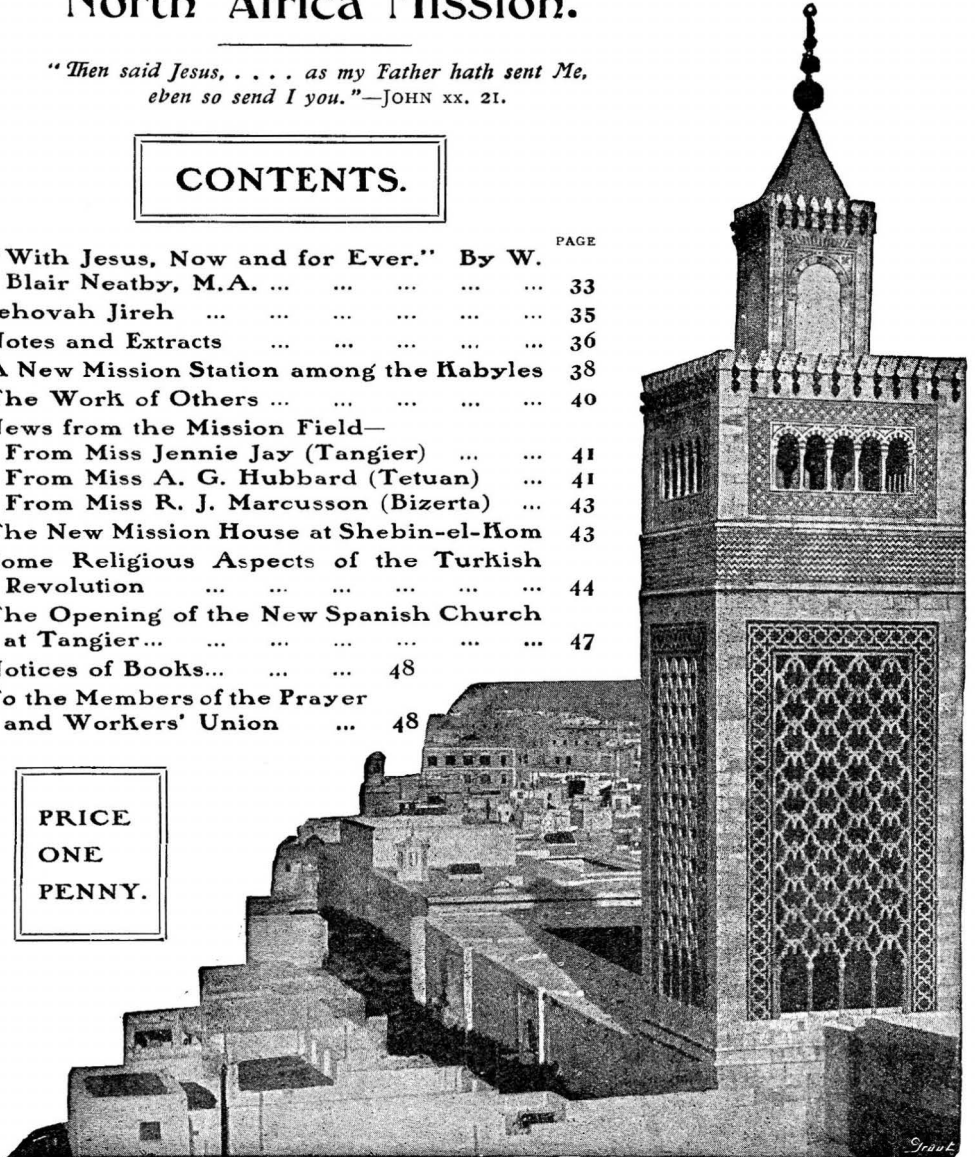 North Africa Mission.
"Then said Jesus, . . . . as my Father hath sent Me,
even so send I you."—JOHN xx. 21.
CONTENTS.
PAGE
With Jesus, Now and for Ever." By W.
Blair Neatby, M.A. ... ... ... ... ... 33
ehovah Jireh ... ... ... ... ... ... 35
otes and Extracts ... ... ... ... ... 36
A New Mission Station among the Kabyles 38
The Work of Others ... ... ... ... ... 40
News from the Mission Field—
From Miss Jennie Jay (Tangier) ... ... 41
From Miss A. G. Hubbard (Tetuan) ... 41
From Miss R. J. Marcusson (Bizerta) ... 43
The New Mission House at Shebin-el-Kom 43
ome Religious Aspects of the Turkish
Revolution ... ... ... ... ... ... 44
The Opening of the New Spanish Church
at Tangier... ... ... ... ... ... ... 47
otices of Books... ... ... 48
To the Members of the Prayer
and Workers' Union ... 48
PRICE
ONE
PENNY.